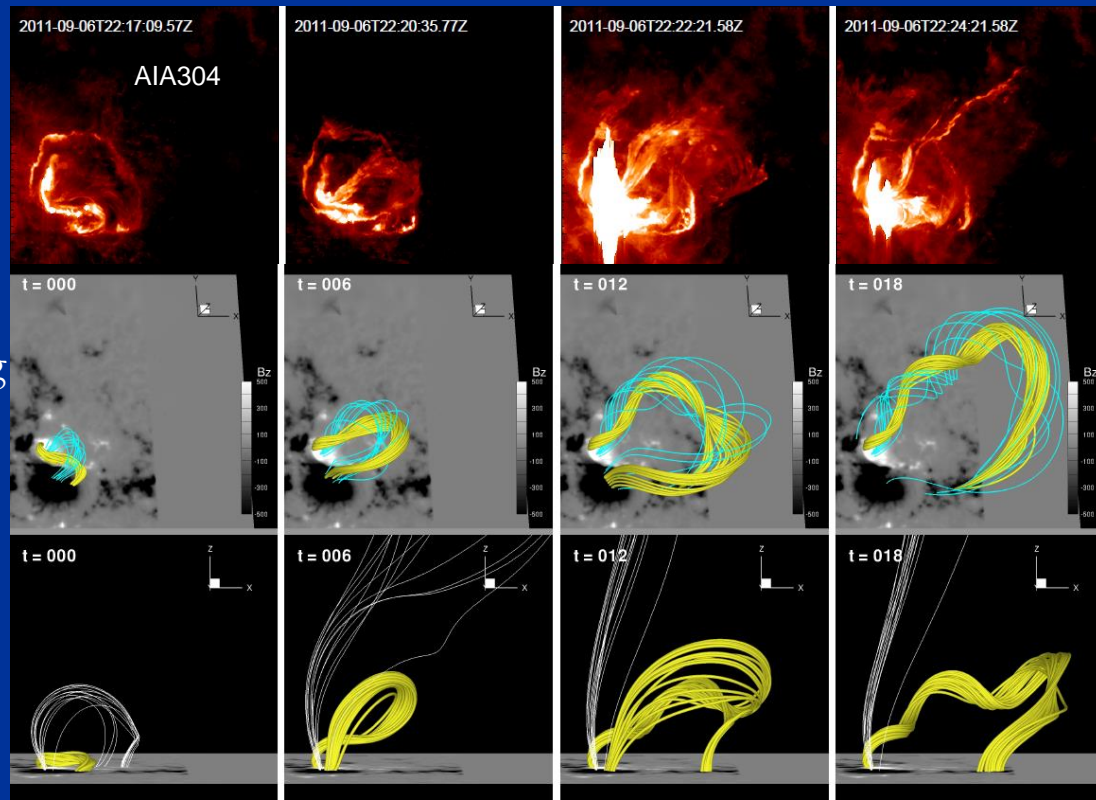 2011-09-06T22:17:09.57Z
2011-09-06T22:20:35.77Z
2011-09-06T22:22:21.58Z
2011-09-06T22:24:21.58Z
AIA304
t = 000
t = 006
t = 012
t = 018
Y
Z
X
Y
Z
X
Y
Z
X
Y
Z
X
g
Bz
500
300
100
-100
-300
-500
Bz
500
300
100
-100
-300
-500
Bz
500
300
100
-100
-300
-500
Bz
500
300
100
-100
-300
-500
t = 000
t = 006
t = 012
t = 018
Z
X
Z
X
Z
X
Z
X